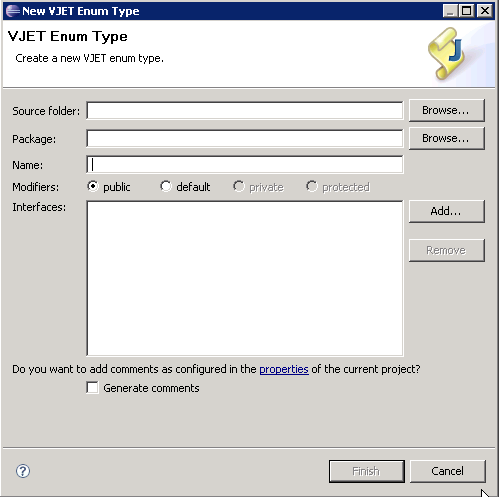 New VJET Enum Type
VJET Enum Type
Create a new VJET enum type.
Source folder: Browse...
Package: Browse...
Name:
Modifiers: public default private protected
Interfaces: Add...
Remove
Do you want to add comments as configured in the properties of the current project?
Generate comments
? Finish Cancel